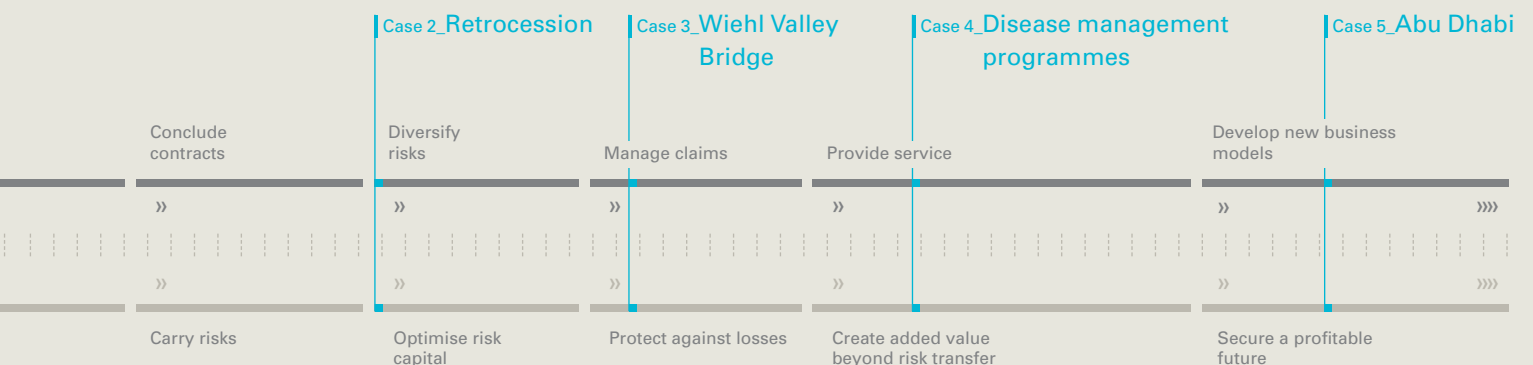 Case 2_Retrocession
Case 3_Wiehl Valley
Bridge
Case 4_Disease management
programmes
Case 5_Abu Dhabi
Conclude
contracts
Diversify
risks
Manage claims
Provide service
Develop new business
models
»
»
»
»
»
»»
»
»
»
»
»
»»
Carry risks
Optimise risk
capital
Protect against losses
Create added value
beyond risk transfer
Secure a profitable
future